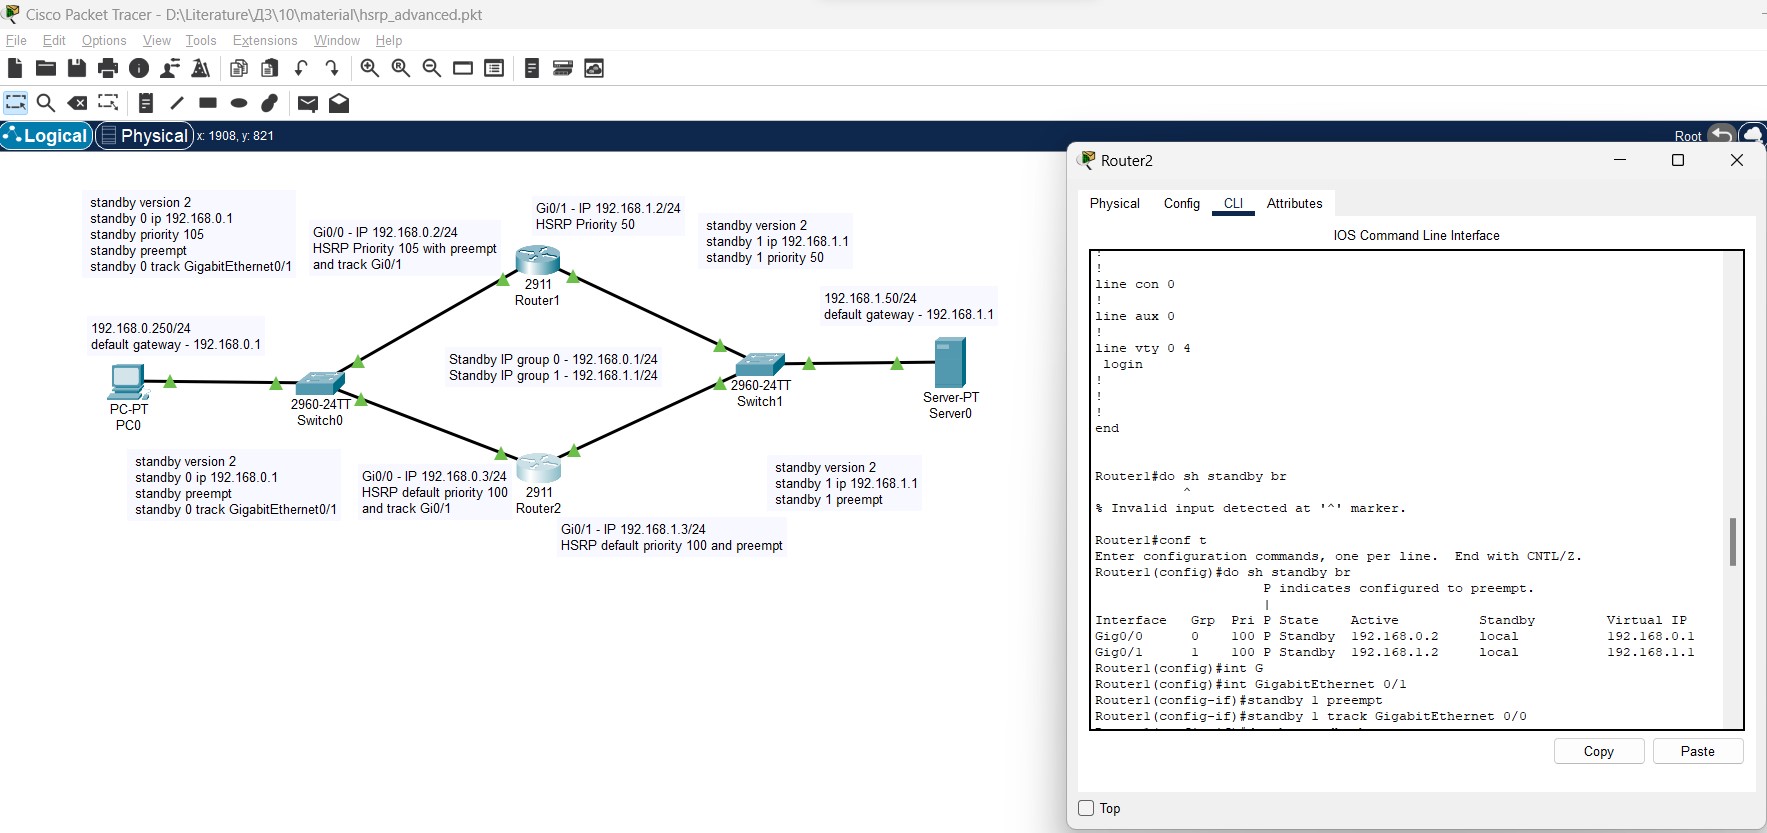 Cisco Packet Tracer - D:\Literature\ДЗ\10\material\hsrp_advanced.pkt
File Edit Options View Tools Extensions Window Help
Logical Physical x: 1908, y: 821
Root
standby version 2
standby 0 ip 192.168.0.1
standby priority 105
standby preempt
standby 0 track GigabitEthernet0/1
Gi0/0 - IP 192.168.0.2/24
HSRP Priority 105 with preempt
and track Gi0/1
Gi0/1 - IP 192.168.1.2/24
HSRP Priority 50
standby version 2
standby 1 ip 192.168.1.1
standby 1 priority 50
2911
Router1
192.168.1.50/24
default gateway - 192.168.1.1
192.168.0.250/24
default gateway - 192.168.0.1
Standby IP group 0 - 192.168.0.1/24
Standby IP group 1 - 192.168.1.1/24
PC-PT
PC0
2960-24TT
Switch0
2960-24TT
Switch1
Server-PT
Server0
standby version 2
standby 0 ip 192.168.0.1
standby preempt
standby 0 track GigabitEthernet0/1
Gi0/0 - IP 192.168.0.3/24
HSRP default priority 100
and track Gi0/1
2911
Router2
standby version 2
standby 1 ip 192.168.1.1
standby 1 preempt
Gi0/1 - IP 192.168.1.3/24
HSRP default priority 100 and preempt
Router2
Physical Config CLI Attributes
IOS Command Line Interface
!
!
line con 0
!
line aux 0
!
line vty 0 4
login
!
!
!
end
Router1#do sh standby br
^
% Invalid input detected at '^' marker.
Router1#conf t
Enter configuration commands, one per line. End with CNTL/Z.
Router1(config)#do sh standby br
P indicates configured to preempt.
|
Interface Grp Pri P State Active Standby Virtual IP
Gig0/0 0 100 P Standby 192.168.0.2 local 192.168.0.1
Gig0/1 1 100 P Standby 192.168.1.2 local 192.168.1.1
Router1(config)#int G
Router1(config)#int GigabitEthernet 0/1
Router1(config-if)#standby 1 preempt
Router1(config-if)#standby 1 track GigabitEthernet 0/0
Copy Paste
Top